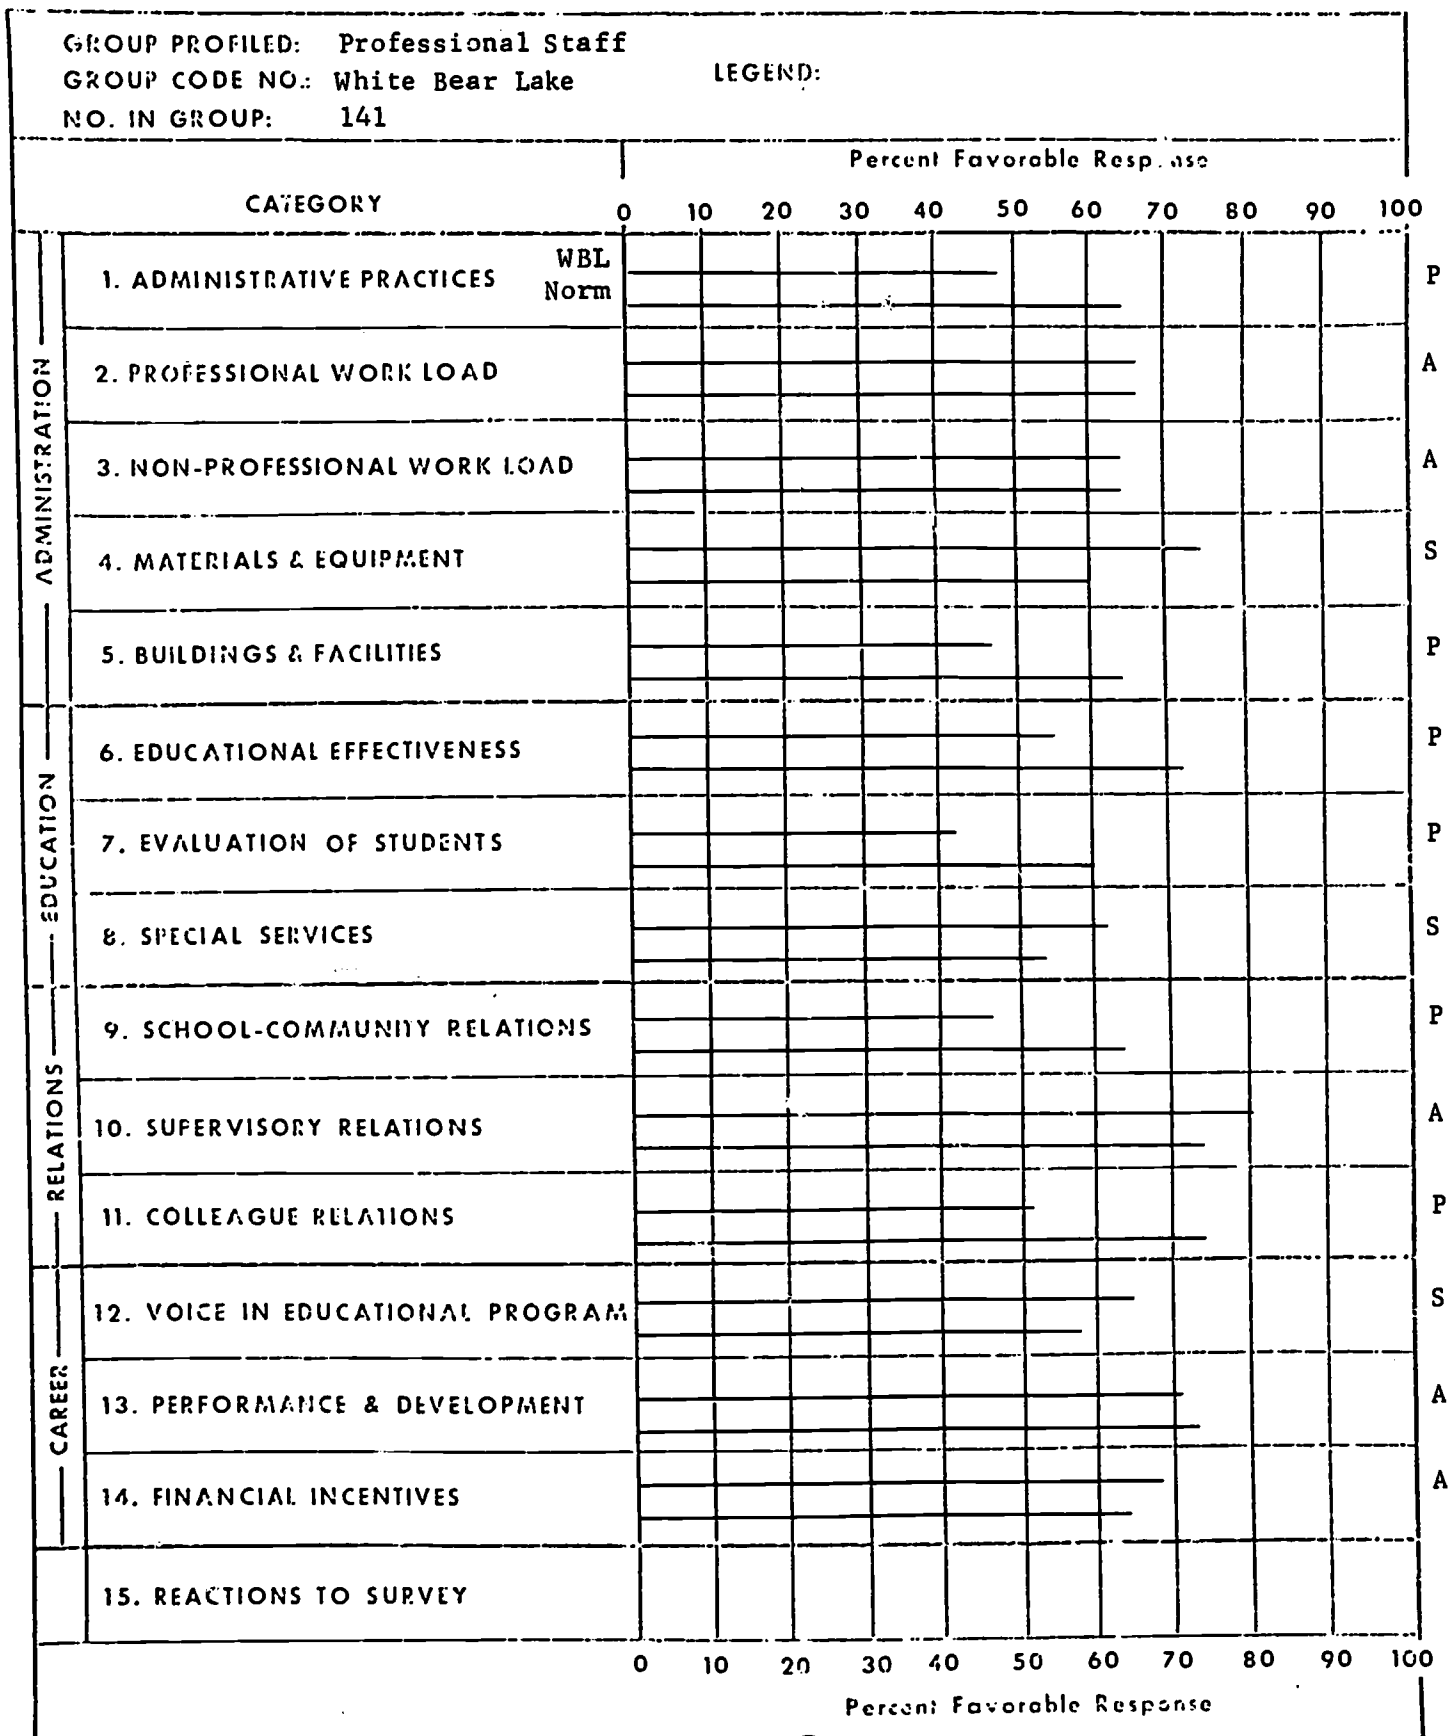 GROUP PROFILED: Professional Staff
GROUP CODE NO.: White Bear Lake LEGEND:
NO. IN GROUP: 141
Percent Favorable Response
CATEGORY 0 10 20 30 40 50 60 70 80 90 100
ADMINISTRATION
1. ADMINISTRATIVE PRACTICES WBL P
Norm
2. PROFESSIONAL WORK LOAD A
3. NON-PROFESSIONAL WORK LOAD A
4. MATERIALS & EQUIPMENT S
5. BUILDINGS & FACILITIES P
EDUCATION
6. EDUCATIONAL EFFECTIVENESS P
7. EVALUATION OF STUDENTS P
8. SPECIAL SERVICES S
RELATIONS
9. SCHOOL-COMMUNITY RELATIONS P
10. SUPERVISORY RELATIONS A
11. COLLEAGUE RELATIONS P
CAREER
12. VOICE IN EDUCATIONAL PROGRAM S
13. PERFORMANCE & DEVELOPMENT A
14. FINANCIAL INCENTIVES A
15. REACTIONS TO SURVEY
0 10 20 30 40 50 60 70 80 90 100
Percent Favorable Response